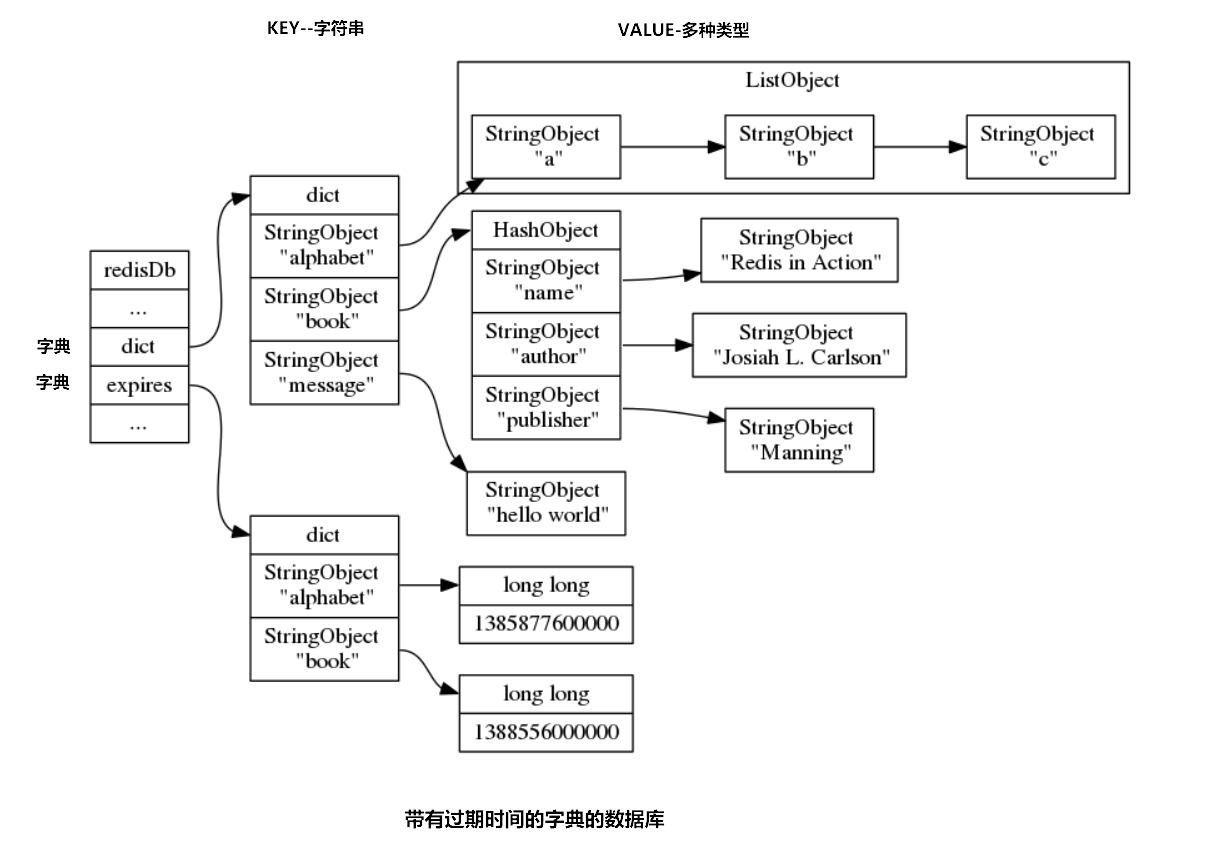 KEY--字符串
VALUE-多种类型
ListObject
StringObject
"a"
StringObject
"b"
StringObject
"c"
dict
StringObject
"alphabet"
StringObject
"book"
StringObject
"message"
HashObject
StringObject
"name"
StringObject
"author"
StringObject
"publisher"
StringObject
"Redis in Action"
StringObject
"Josiah L. Carlson"
StringObject
"Manning"
redisDb
...
字典
dict
字典
expires
...
StringObject
"hello world"
dict
StringObject
"alphabet"
StringObject
"book"
long long
1385877600000
long long
1388556000000
带有过期时间的字典的数据库